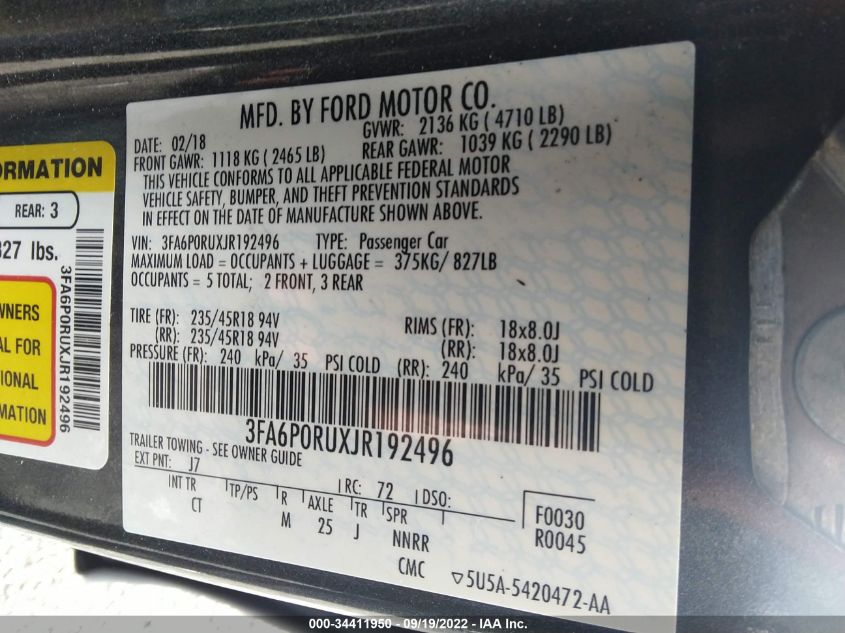 MFD. BY FORD MOTOR CO.
DATE: 02/18
GVWR: 2136 KG ( 4710 LB)
FRONT GAWR: 1118 KG ( 2465 LB)
REAR GAWR: 1039 KG ( 2290 LB)
THIS VEHICLE CONFORMS TO ALL APPLICABLE FEDERAL MOTOR
VEHICLE SAFETY, BUMPER, AND THEFT PREVENTION STANDARDS
IN EFFECT ON THE DATE OF MANUFACTURE SHOWN ABOVE.
VIN: 3FA6P0RUXJR192496 TYPE: Passenger Car
MAXIMUM LOAD = OCCUPANTS + LUGGAGE = 375KG/ 827LB
OCCUPANTS = 5 TOTAL; 2 FRONT, 3 REAR
TIRE (FR): 235/45R18 94V RIMS (FR): 18x8.0J
(RR): 235/45R18 94V (RR): 18x8.0J
PRESSURE (FR): 240 kPa/ 35 PSI COLD (RR): 240 kPa/ 35 PSI COLD
3FA6P0RUXJR192496
TRAILER TOWING - SEE OWNER GUIDE
EXT PNT: J7 RC: 72 DSO:
INT TR TP/PS R AXLE TR SPR
CT M 25 J NNRR
F0030
R0045
CMC
▽5U5A-5420472-AA
ORMATION
REAR: 3
827 lbs.
WNERS
AL FOR
IONAL
MATION
3FA6P0RUXJR192496
000-34411950 - 09/19/2022 - IAA Inc.